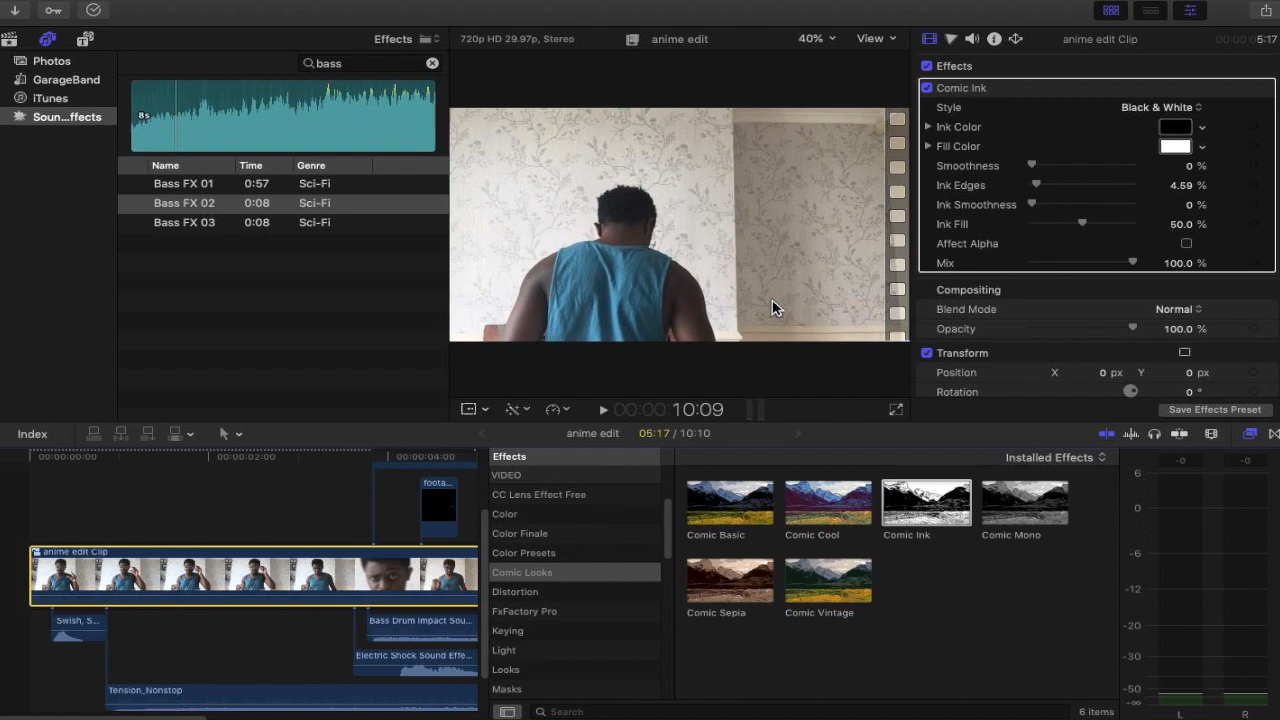 Effects
720p HD 29.97p, Stereo
anime edit
40%
View
anime edit Clip
5:17
Photos
GarageBand
iTunes
Soun...ffects
bass
8s
Name Time Genre
Bass FX 01 0:57 Sci-Fi
Bass FX 02 0:08 Sci-Fi
Bass FX 03 0:08 Sci-Fi
Effects
Comic Ink
Style Black & White
Ink Color
Fill Color
Smoothness 0 %
Ink Edges 4.59 %
Ink Smoothness 0 %
Ink Fill 50.0 %
Affect Alpha
Mix 100.0 %
Compositing
Blend Mode Normal
Opacity 100.0 %
Transform
Position X 0 px Y 0 px
Rotation 0 °
Save Effects Preset
00:00:10:09
Index
anime edit 05:17 / 10:10
00:00:00:00 00:00:02:00 00:00:04:00
foota...
anime edit Clip
Swish, S...
Bass Drum Impact Sou...
Electric Shock Sound Effe...
Tension_Nonstop
Effects
VIDEO
CC Lens Effect Free
Color
Color Finale
Color Presets
Comic Looks
Distortion
FxFactory Pro
Keying
Light
Looks
Masks
Installed Effects
Comic Basic
Comic Cool
Comic Ink
Comic Mono
Comic Sepia
Comic Vintage
Search
6 items
-0 -0
6
0
-6
-12
-20
-30
-50
-∞
L R